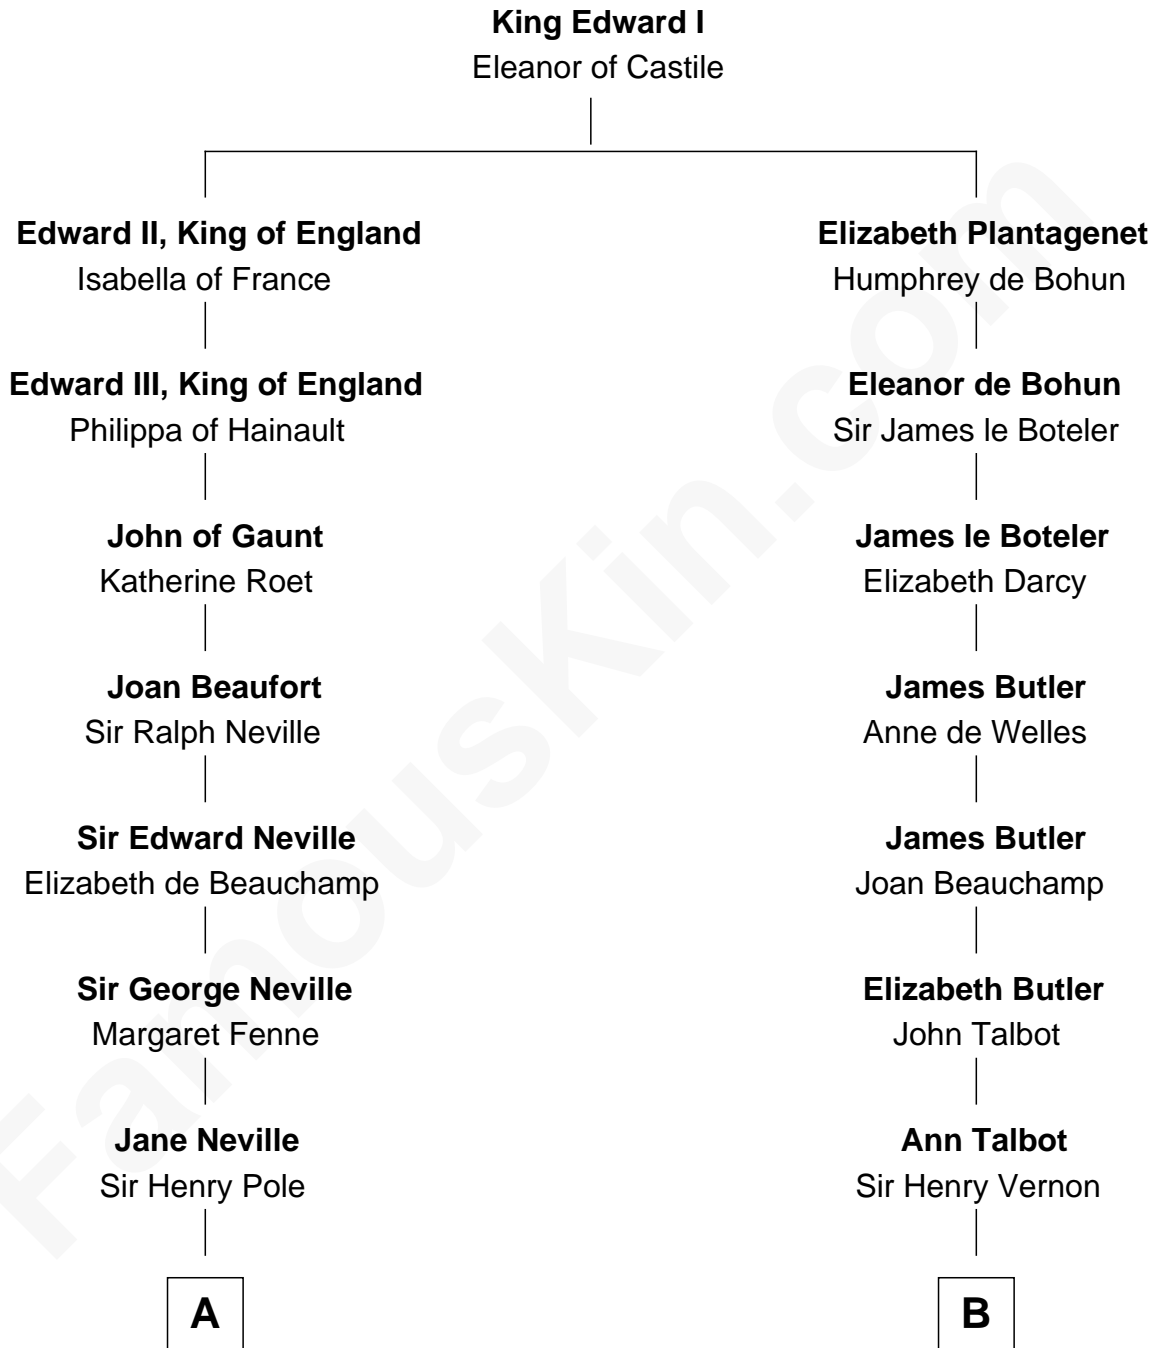 King Edward I
Eleanor of Castile
Edward II, King of England
Isabella of France
Elizabeth Plantagenet
Humphrey de Bohun
Edward III, King of England
Philippa of Hainault
Eleanor de Bohun
Sir James le Boteler
John of Gaunt
Katherine Roet
James le Boteler
Elizabeth Darcy
Joan Beaufort
Sir Ralph Neville
James Butler
Anne de Welles
Sir Edward Neville
Elizabeth de Beauchamp
James Butler
Joan Beauchamp
Sir George Neville
Margaret Fenne
Elizabeth Butler
John Talbot
Jane Neville
Sir Henry Pole
Ann Talbot
Sir Henry Vernon
A
B
FamousKin.com